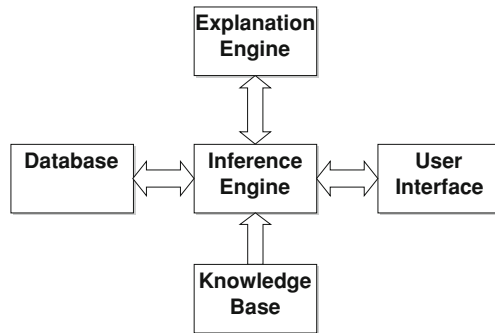 Explanation
Engine
Database
Inference
Engine
User
Interface
Knowledge
Base